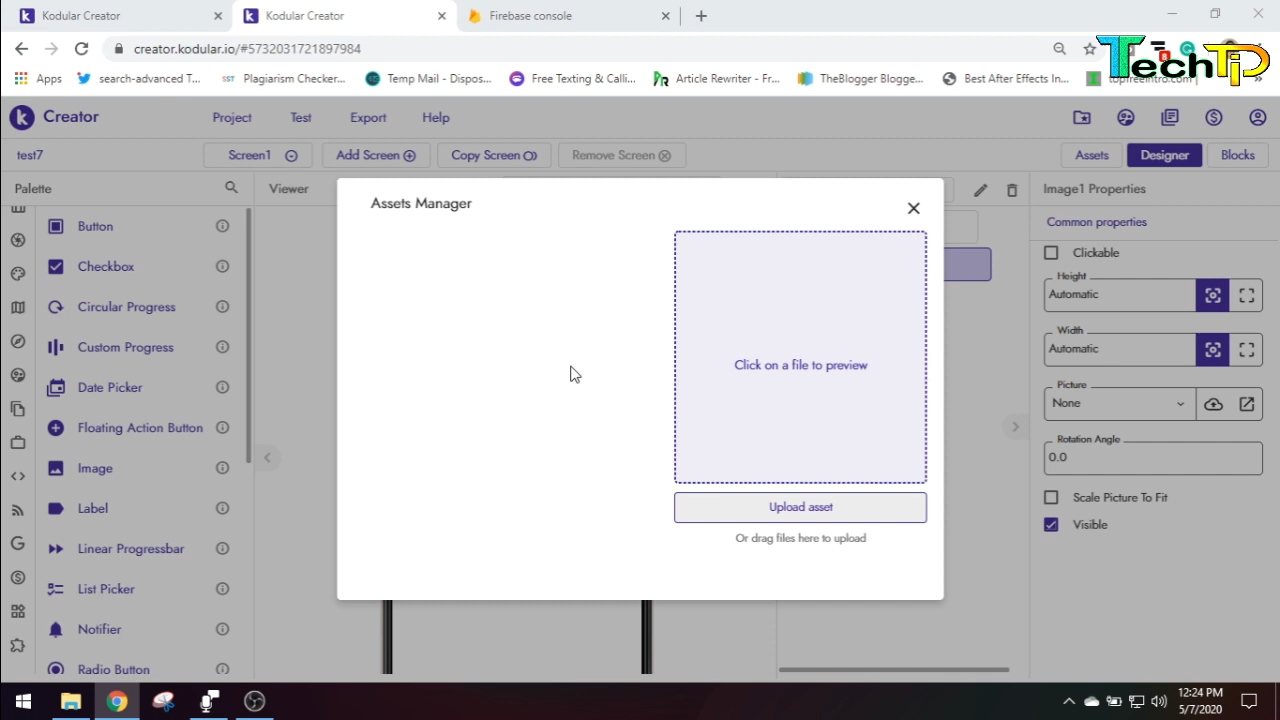 Kodular Creator
Kodular Creator
Firebase console
creator.kodular.io/#5732031721897984
Apps
search-advanced T...
SST
Plagiarism Checker...
Temp Mail - Dispos...
Free Texting & Calli...
Article Rewriter - Fr...
TheBlogger Blogge...
Best After Effects In...
topfreeintro.com
TechTip
Creator
Project
Test
Export
Help
test7
Screen1
Add Screen
Copy Screen
Remove Screen
Assets
Designer
Blocks
Palette
Viewer
Image1 Properties
Common properties
Button
Checkbox
Circular Progress
Custom Progress
Date Picker
Floating Action Button
Image
Label
Linear Progressbar
List Picker
Notifier
Radio Button
Assets Manager
Click on a file to preview
Upload asset
Or drag files here to upload
Clickable
Height
Automatic
Width
Automatic
Picture
None
Rotation Angle
0.0
Scale Picture To Fit
Visible
12:24 PM
5/7/2020